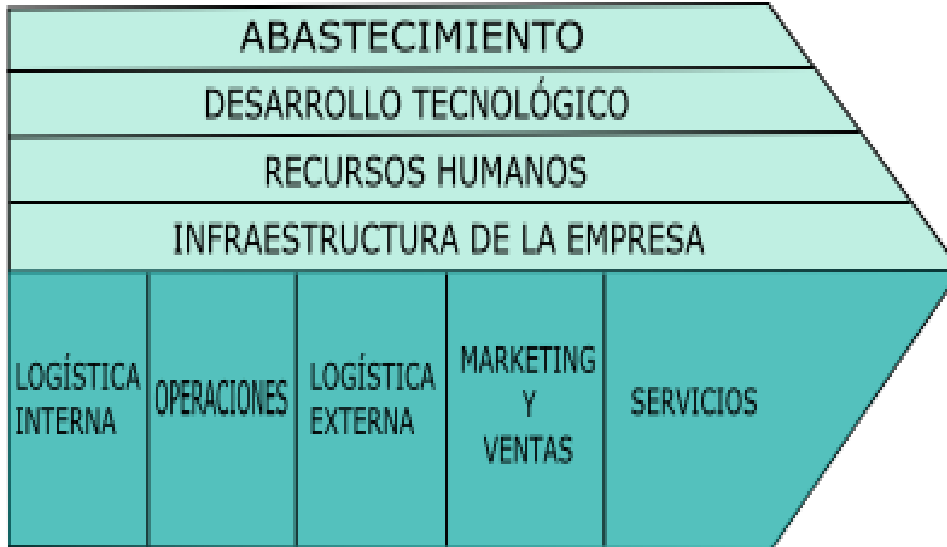 ABASTECIMIENTO
DESARROLLO TECNOLÓGICO
RECURSOS HUMANOS
INFRAESTRUCTURA DE LA EMPRESA
LOGÍSTICA
INTERNA
OPERACIONES
LOGÍSTICA
EXTERNA
MARKETING
Y
VENTAS
SERVICIOS